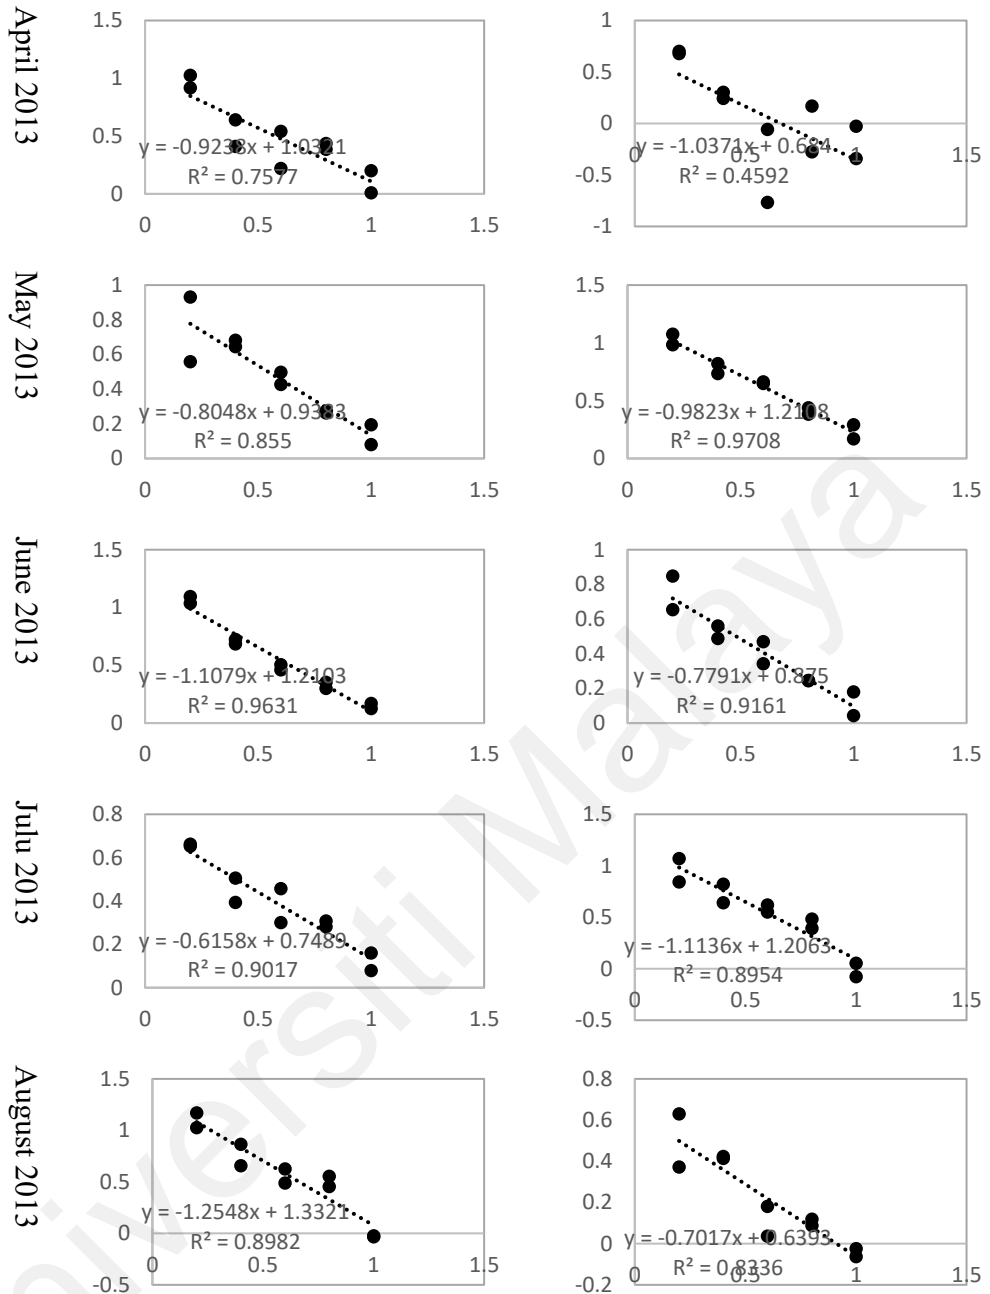 April 2013
1.5
1
0.5
0
0 0.5 1 1.5
y = -0.9238x + 1.0321
R² = 0.7577
1
0.5
0
-0.5
-1
0 0.5 1 1.5
y = -1.0371x + 0.684
R² = 0.4592
May 2013
1
0.8
0.6
0.4
0.2
0
0 0.5 1 1.5
y = -0.8048x + 0.9383
R² = 0.855
1.5
1
0.5
0
0 0.5 1 1.5
y = -0.9823x + 1.2108
R² = 0.9708
June 2013
1.5
1
0.5
0
0 0.5 1 1.5
y = -1.1079x + 1.2103
R² = 0.9631
1
0.8
0.6
0.4
0.2
0
0 0.5 1 1.5
y = -0.7791x + 0.875
R² = 0.9161
Julu 2013
0.8
0.6
0.4
0.2
0
0 0.5 1 1.5
y = -0.6158x + 0.7489
R² = 0.9017
1.5
1
0.5
0
-0.5
0 0.5 1 1.5
y = -1.1136x + 1.2063
R² = 0.8954
August 2013
1.5
1
0.5
0
-0.5
0 0.5 1 1.5
y = -1.2548x + 1.3321
R² = 0.8982
0.8
0.6
0.4
0.2
0
-0.2
0 0.5 1 1.5
y = -0.7017x + 0.6393
R² = 0.8336
niversiti Malaya